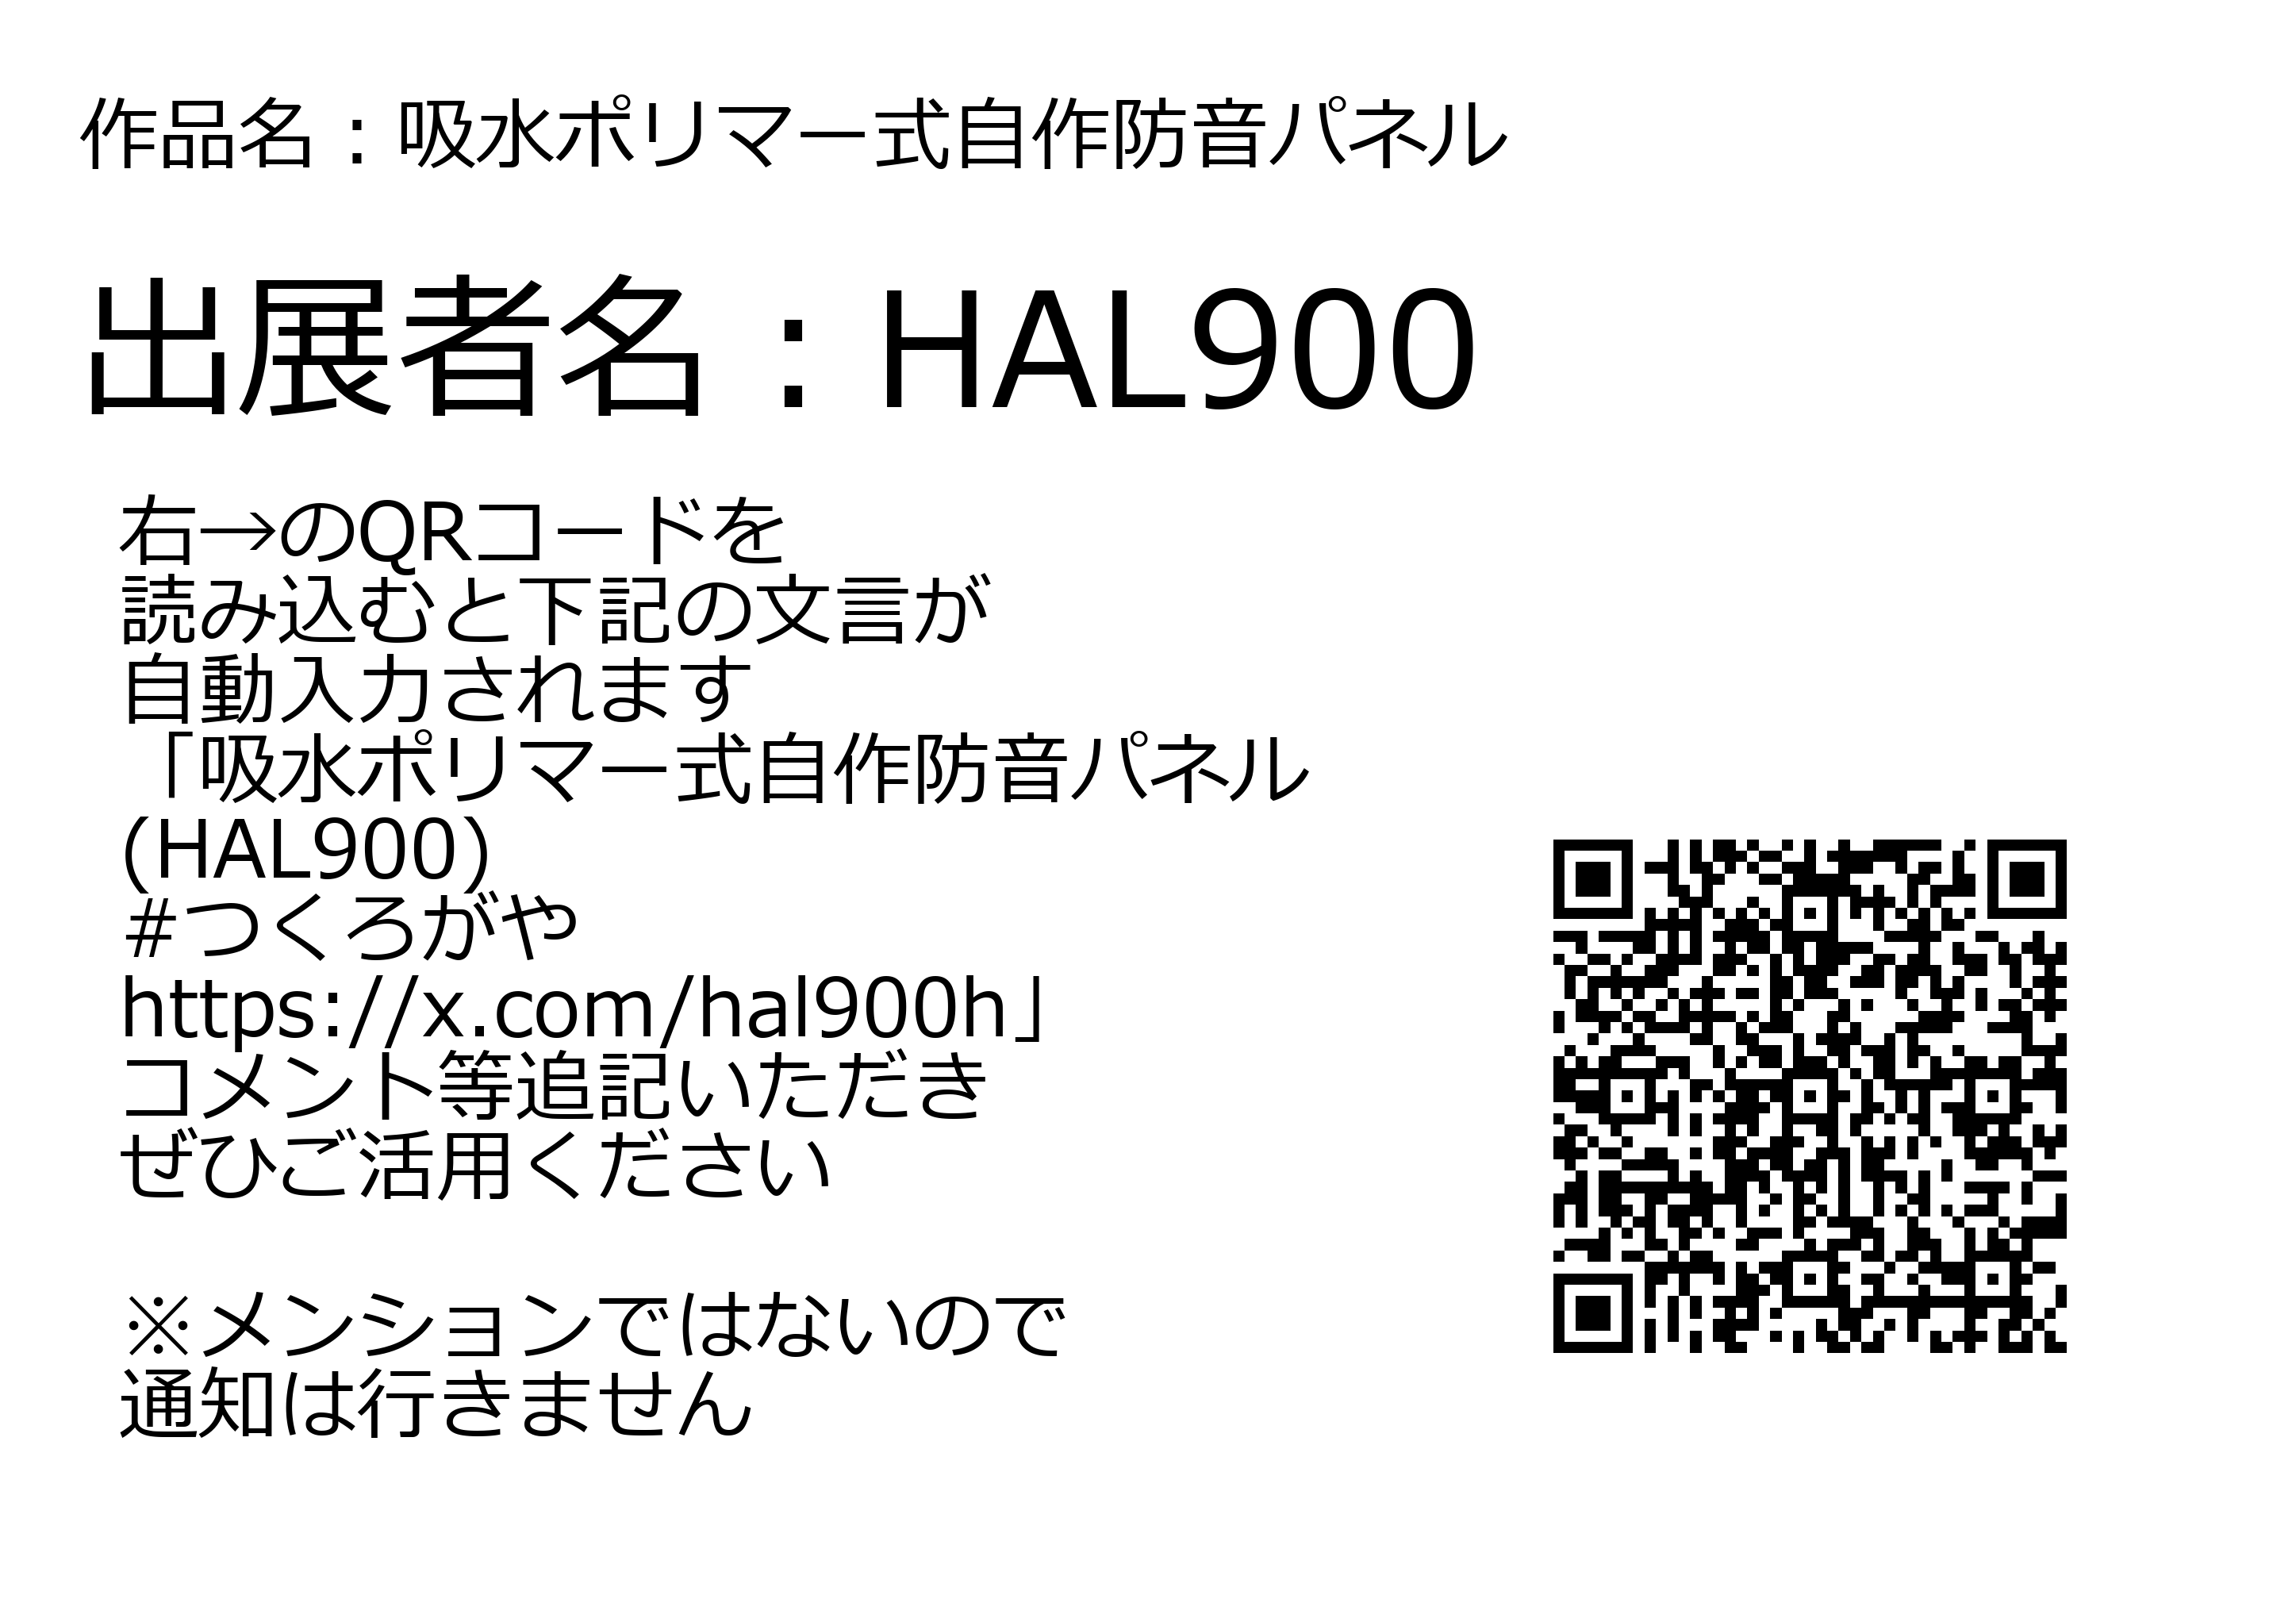 作品名：吸水ポリマー式自作防音パネル
出展者名：HAL900
右→のQRコードを
読み込むと下記の文言が
自動入力されます
「吸水ポリマー式自作防音パネル
(HAL900)
#つくろがや
https://x.com/hal900h」
コメント等追記いただき
ぜひご活用ください
※メンションではないので
通知は行きません